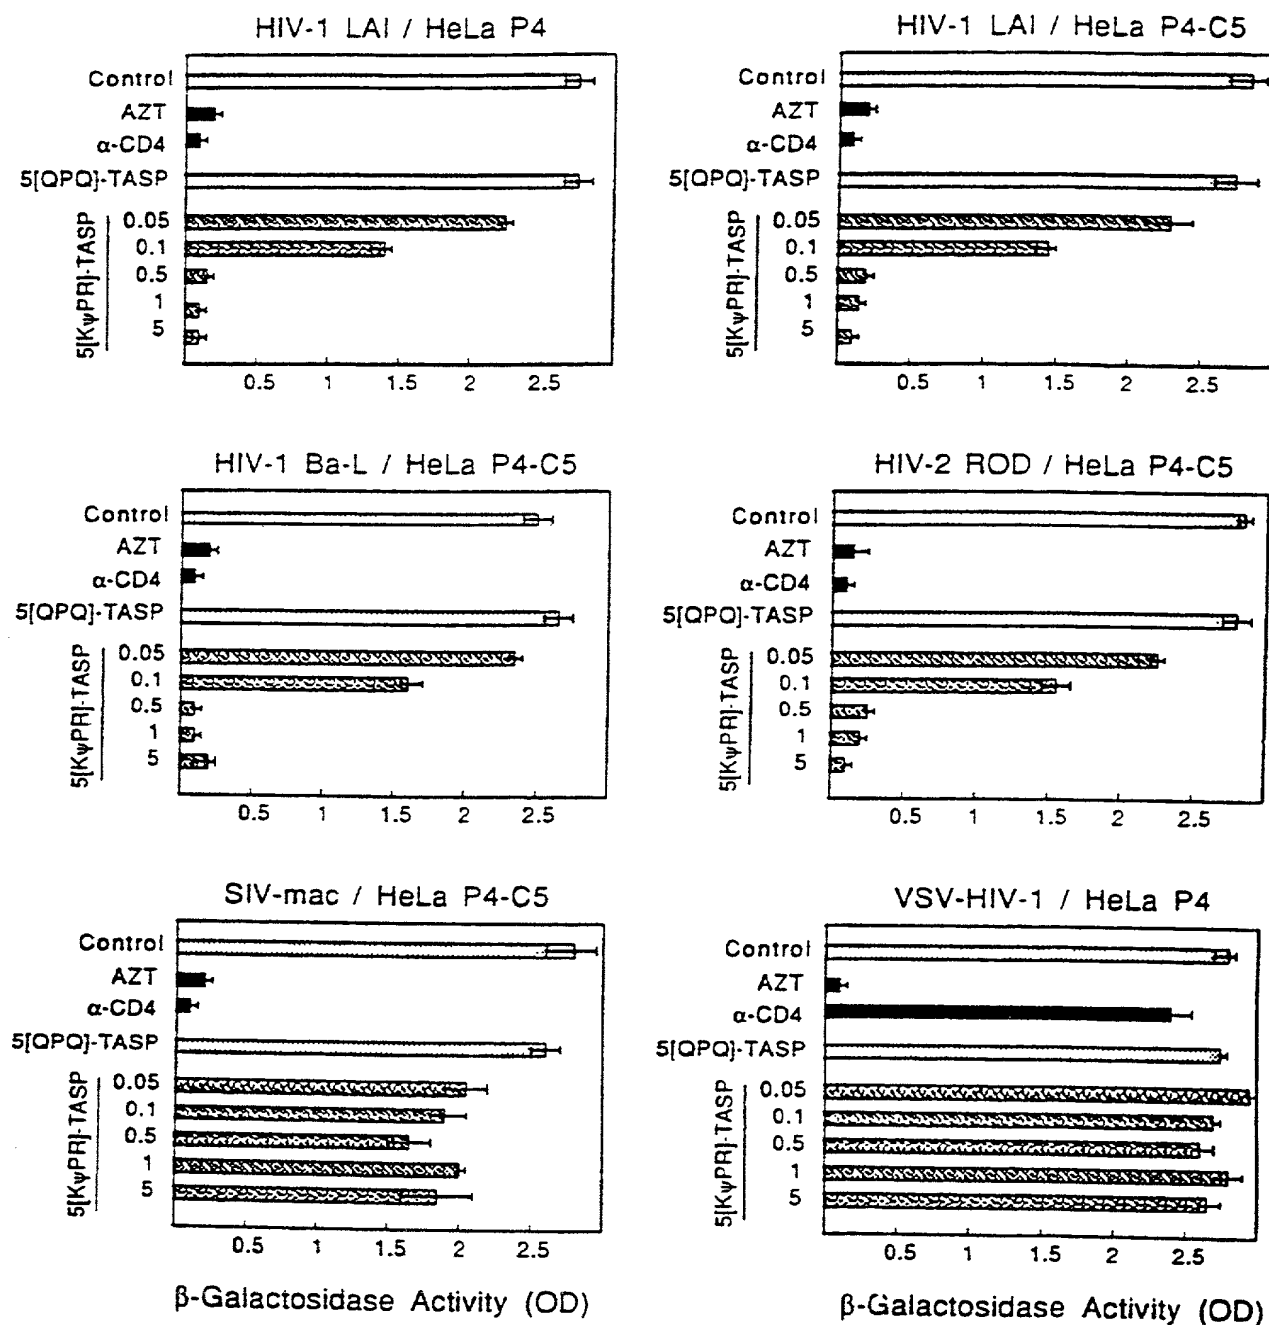 HIV-1 LAI / HeLa P4
Control
AZT
α-CD4
5[QPQ]-TASP
5[KψPR]-TASP
0.05
0.1
0.5
1
5
0.5 1 1.5 2 2.5
HIV-1 LAI / HeLa P4-C5
Control
AZT
α-CD4
5[QPQ]-TASP
5[KψPR]-TASP
0.05
0.1
0.5
1
5
0.5 1 1.5 2 2.5
HIV-1 Ba-L / HeLa P4-C5
Control
AZT
α-CD4
5[QPQ]-TASP
5[KψPR]-TASP
0.05
0.1
0.5
1
5
0.5 1 1.5 2 2.5
HIV-2 ROD / HeLa P4-C5
Control
AZT
α-CD4
5[QPQ]-TASP
5[KψPR]-TASP
0.05
0.1
0.5
1
5
0.5 1 1.5 2 2.5
SIV-mac / HeLa P4-C5
Control
AZT
α-CD4
5[QPQ]-TASP
5[KψPR]-TASP
0.05
0.1
0.5
1
5
0.5 1 1.5 2 2.5
β-Galactosidase Activity (OD)
VSV-HIV-1 / HeLa P4
Control
AZT
α-CD4
5[QPQ]-TASP
5[KψPR]-TASP
0.05
0.1
0.5
1
5
0.5 1 1.5 2 2.5
β-Galactosidase Activity (OD)